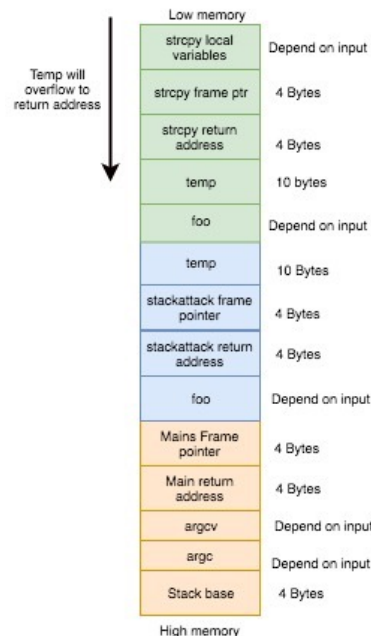 Low memory
strcpy local
variables
Depend on input
Temp will
overflow to
return address
strcpy frame ptr
4 Bytes
strcpy return
address
4 Bytes
temp
10 bytes
foo
Depend on input
temp
10 Bytes
stackattack frame
pointer
4 Bytes
stackattack return
address
4 Bytes
foo
Depend on input
Mains Frame
pointer
4 Bytes
Main return
address
4 Bytes
argcv
Depend on input
argc
Depend on input
Stack base
4 Bytes
High memory